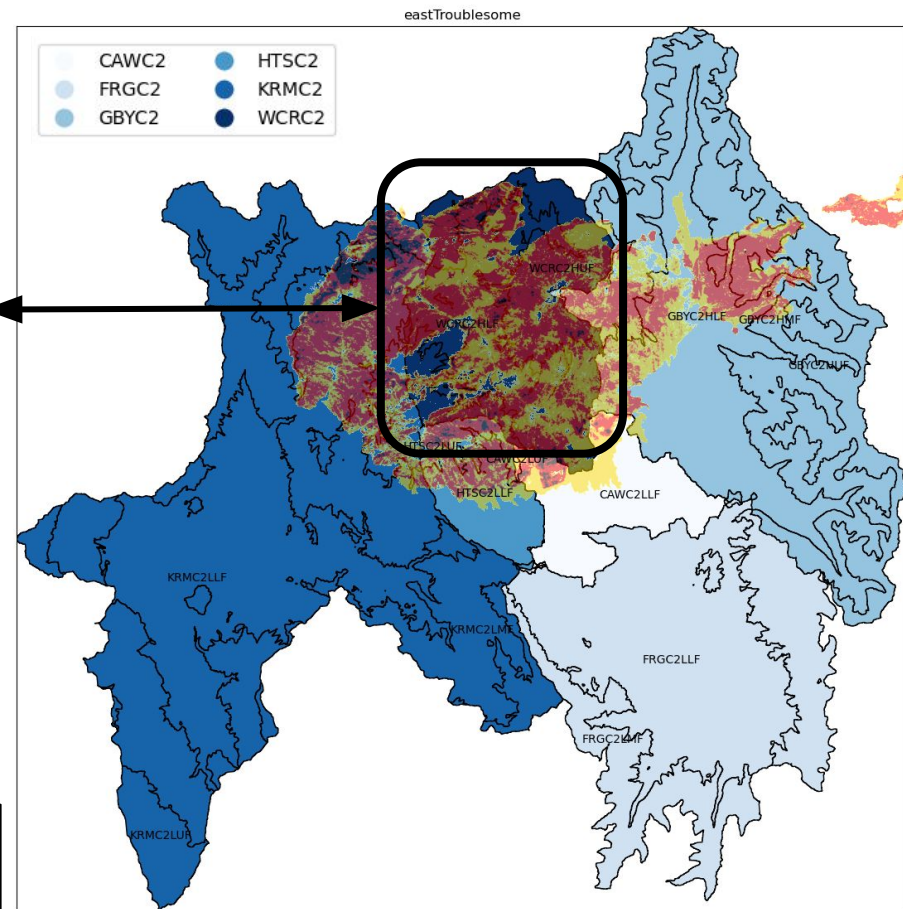 eastTroublesome
CAWC2 HTSC2
FRGC2 KRMC2
GBYC2 WCRC2
WCRC2HUF
GBYC2HLF
GBYC2HMF
WCRC2HLF
GBYC2HUF
HTSC2LUF
CAWC2LUF
HTSC2LLF
CAWC2LLF
KRMC2LLF
KRMC2LMF
FRGC2LLF
FRGC2LMF
KRMC2LUF